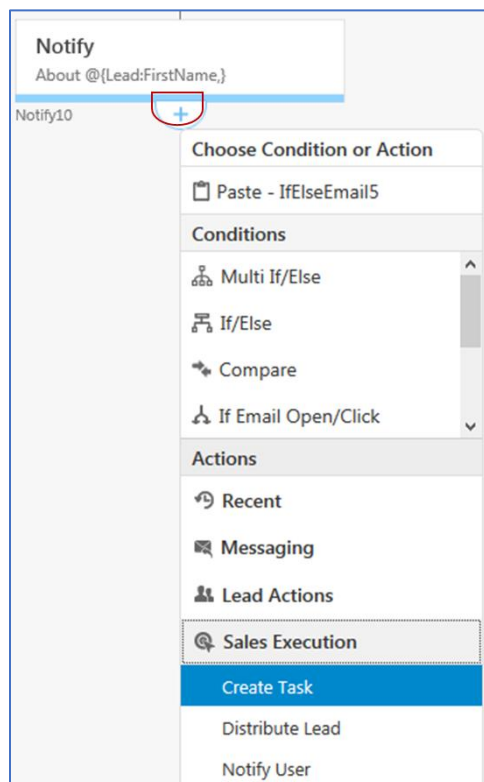 Notify
About @{Lead:FirstName,}
Notify10
+
Choose Condition or Action
Paste - IfElseEmail5
Conditions
Multi If/Else
If/Else
Compare
If Email Open/Click
Actions
Recent
Messaging
Lead Actions
Sales Execution
Create Task
Distribute Lead
Notify User